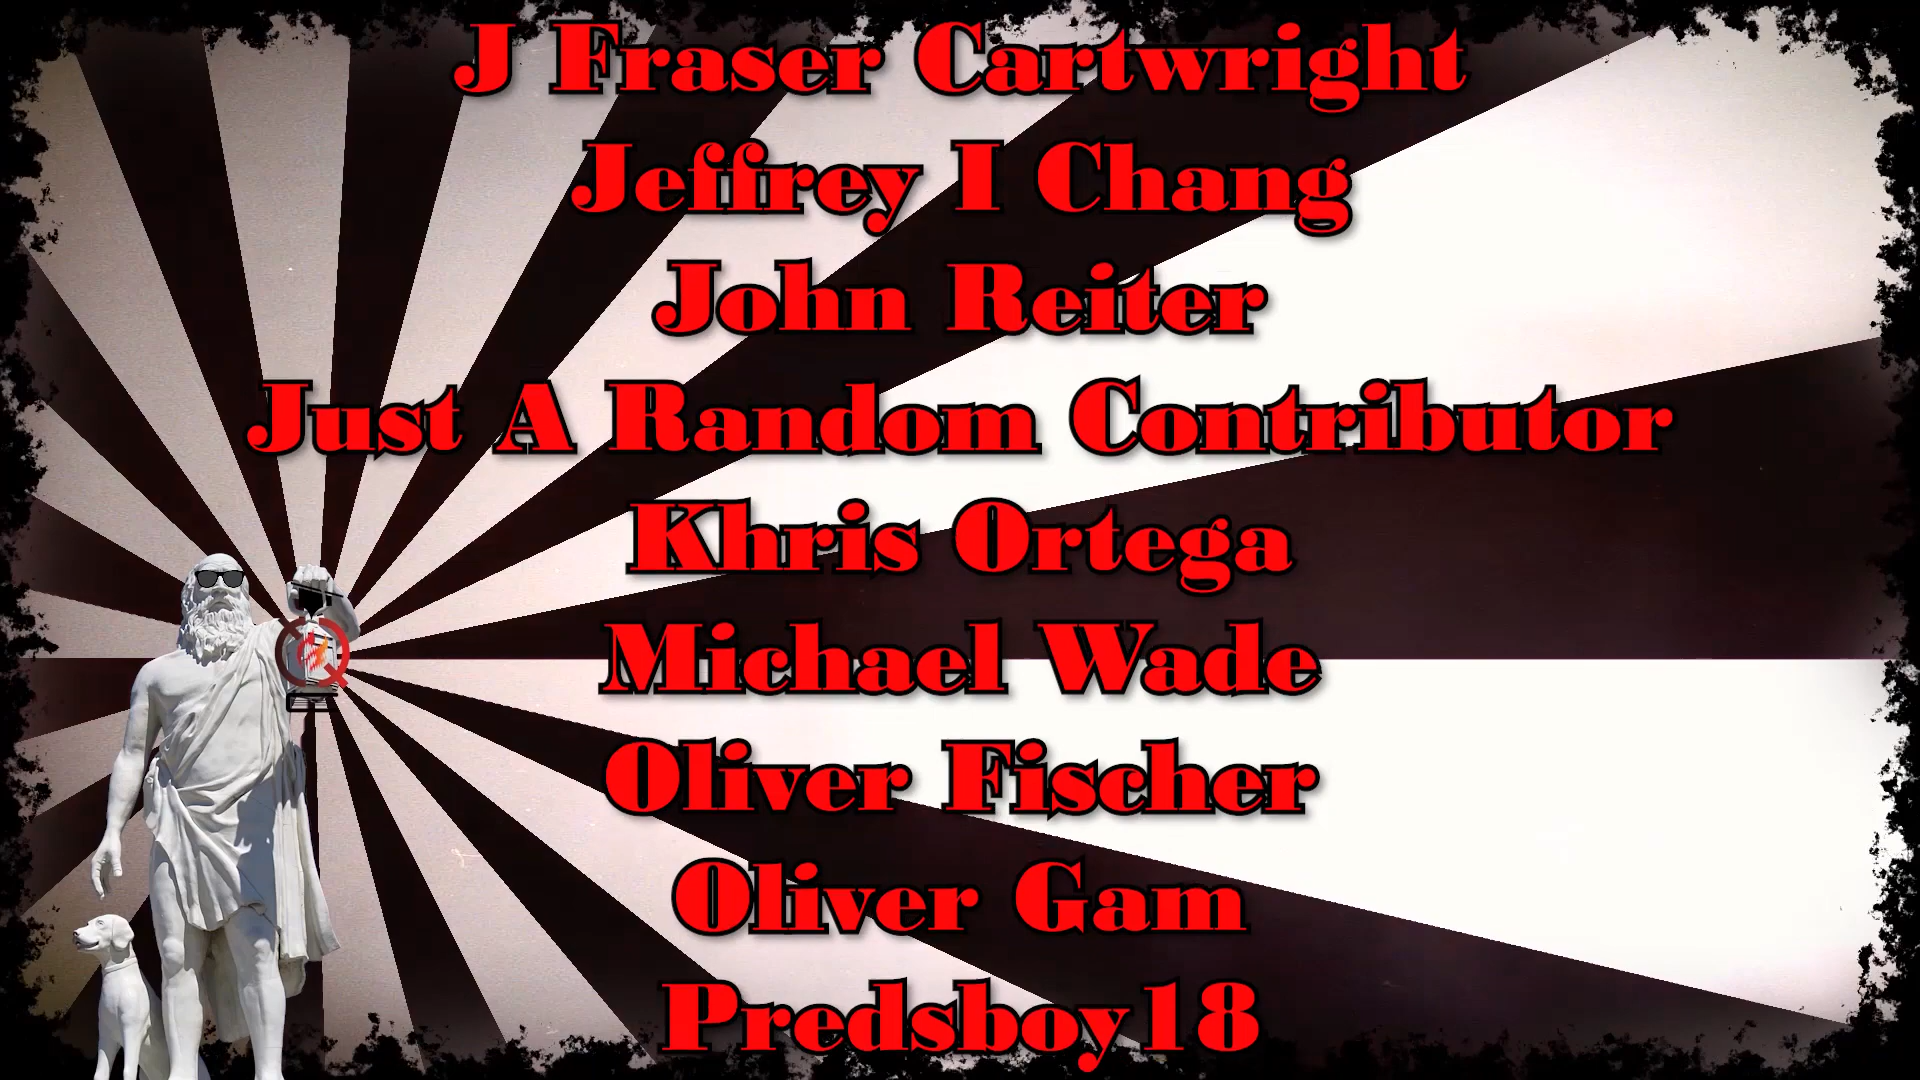 J Fraser Cartwright
Jeffrey I Chang
John Reiter
Just A Random Contributor
Khris Ortega
Michael Wade
Oliver Fischer
Oliver Gam
Predsboy18